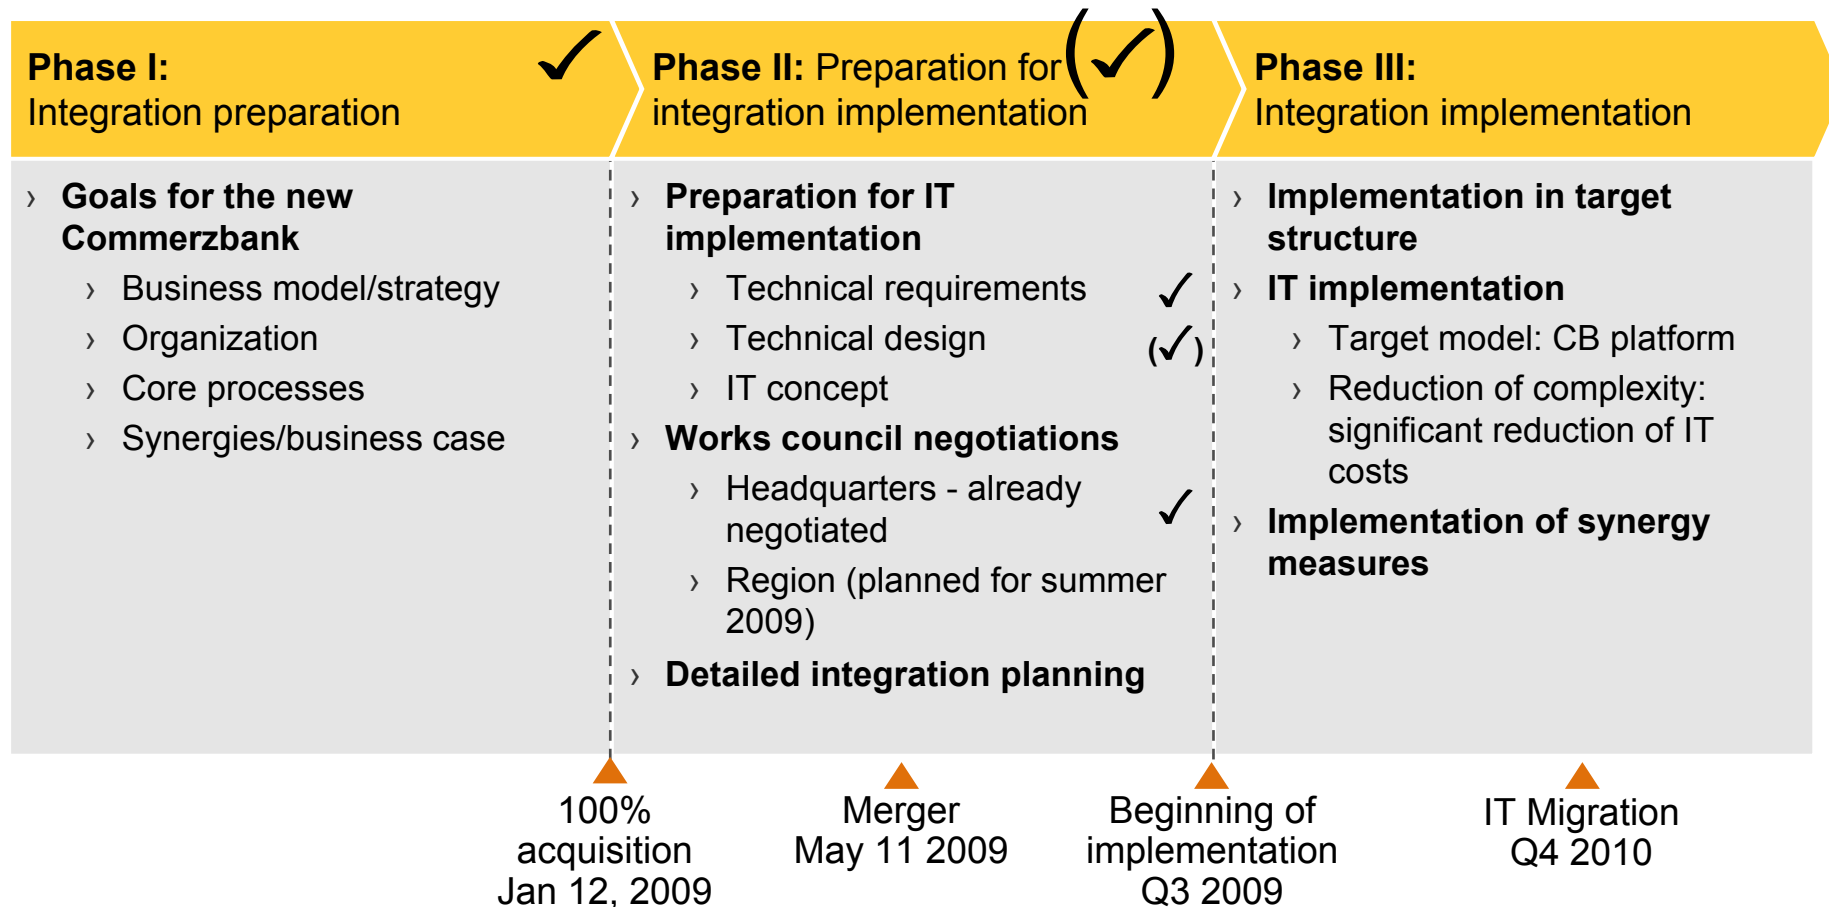 Phase I:
Integration preparation
✓
Phase II: Preparation for
integration implementation
(✓)
Phase III:
Integration implementation
› Goals for the new
Commerzbank
› Business model/strategy
› Organization
› Core processes
› Synergies/business case
› Preparation for IT
implementation
› Technical requirements ✓
› Technical design (✓)
› IT concept
› Works council negotiations
› Headquarters - already
negotiated ✓
› Region (planned for summer
2009)
› Detailed integration planning
› Implementation in target
structure
› IT implementation
› Target model: CB platform
› Reduction of complexity:
significant reduction of IT
costs
› Implementation of synergy
measures
100%
acquisition
Jan 12, 2009
Merger
May 11 2009
Beginning of
implementation
Q3 2009
IT Migration
Q4 2010